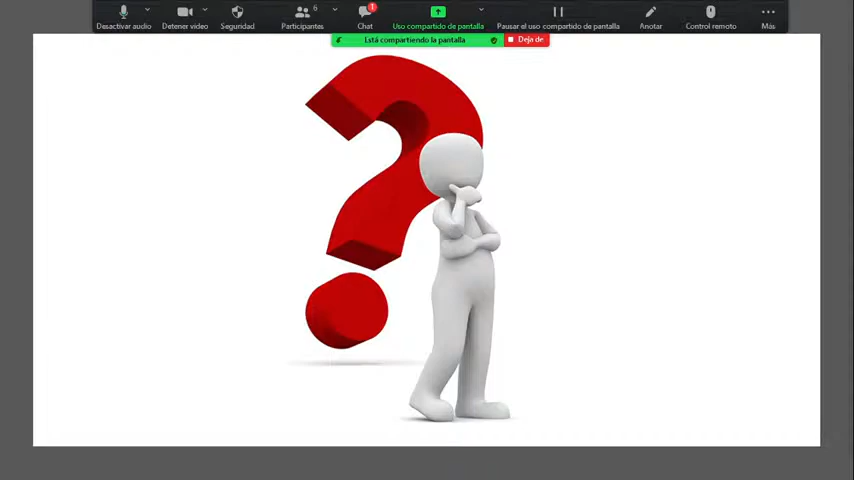 6
1
Desactivar audio Detener video Seguridad Participantes Chat Uso compartido de pantalla Pausar el uso compartido de pantalla Anotar Control remoto Más
Está compartiendo la pantalla Deja de